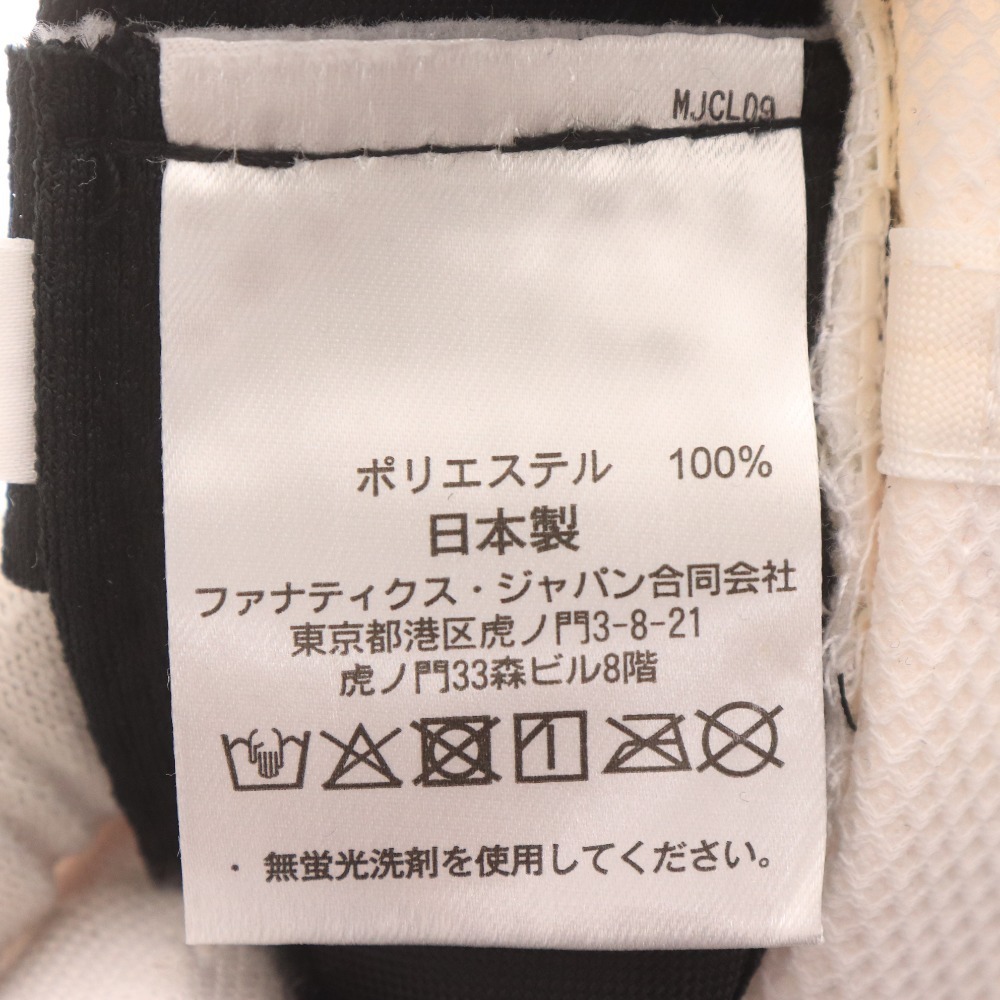 MJCL09
ポリエステル 100%
日本製
ファナティクス・ジャパン合同会社
東京都港区虎ノ門3-8-21
虎ノ門33森ビル8階
・無蛍光洗剤を使用してください。